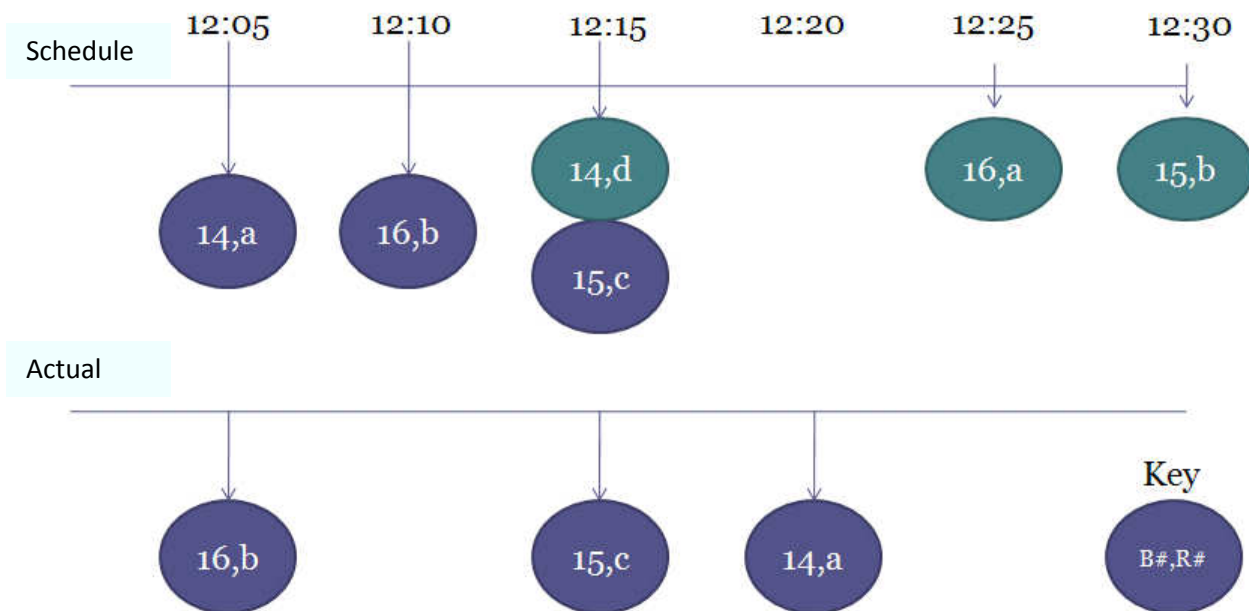 12:05 12:10 12:15 12:20 12:25 12:30
Schedule
14,d 16,a 15,b
14,a 16,b
15,c
Actual
Key
16,b 15,c 14,a B#,R#